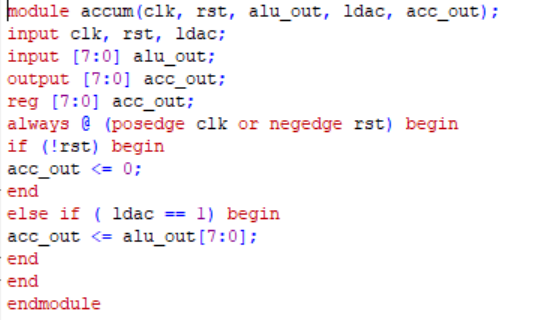 module accum(clk, rst, alu_out, ldac, acc_out);
input clk, rst, ldac;
input [7:0] alu_out;
output [7:0] acc_out;
reg [7:0] acc_out;
always @ (posedge clk or negedge rst) begin
if (!rst) begin
acc_out <= 0;
end
else if ( ldac == 1) begin
acc_out <= alu_out[7:0];
end
end
endmodule